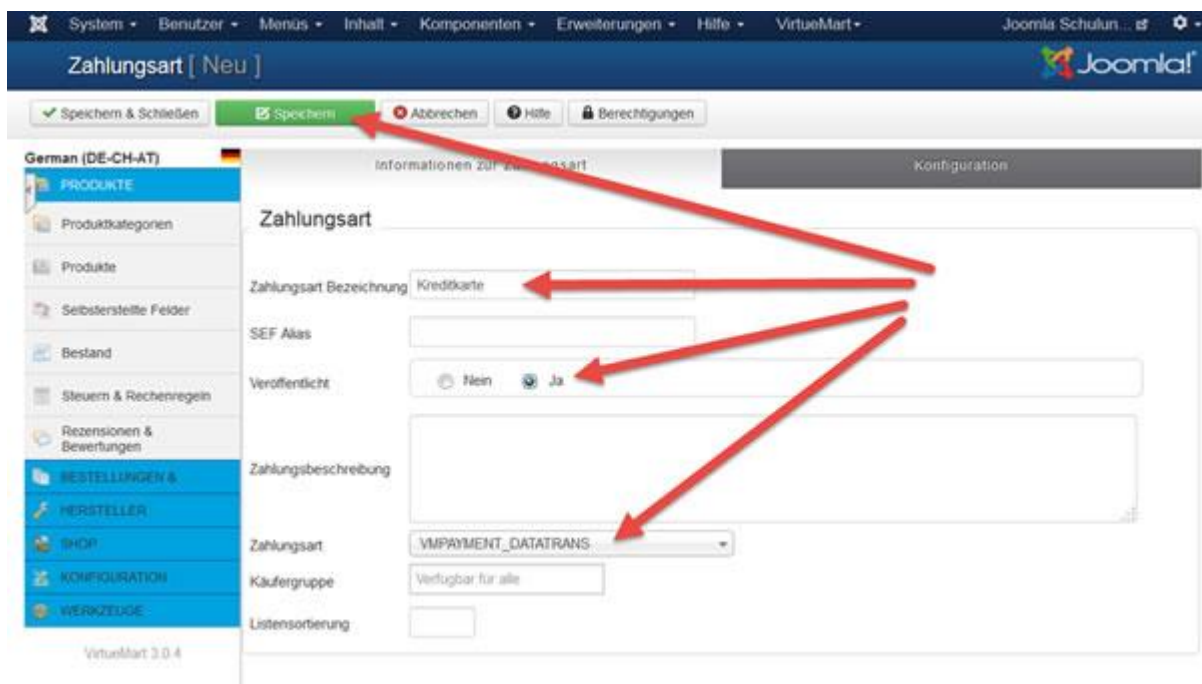 System Benutzer Menüs Inhalt Komponenten Erweiterungen Hilfe VirtueMart Joomla Schulun...
Zahlungsart [ Neu ] Joomla!
Speichern & Schließen Speichern Abbrechen Hilfe Berechtigungen
German (DE-CH-AT)
Informationen zur Zahlungsart Konfiguration
PRODUKTE
Produktkategorien
Produkte
Selbsterstellte Felder
Bestand
Steuern & Rechenregeln
Rezensionen &
Bewertungen
BESTELLUNGEN &
HERSTELLER
SHOP
KONFIGURATION
WERKZEUGE
VirtueMart 3.0.4
Zahlungsart
Zahlungsart Bezeichnung Kreditkarte
SEF Alias
Veröffentlicht Nein Ja
Zahlungsbeschreibung
Zahlungsart VMPAYMENT_DATATRANS
Käufergruppe Verfügbar für alle
Listensortierung